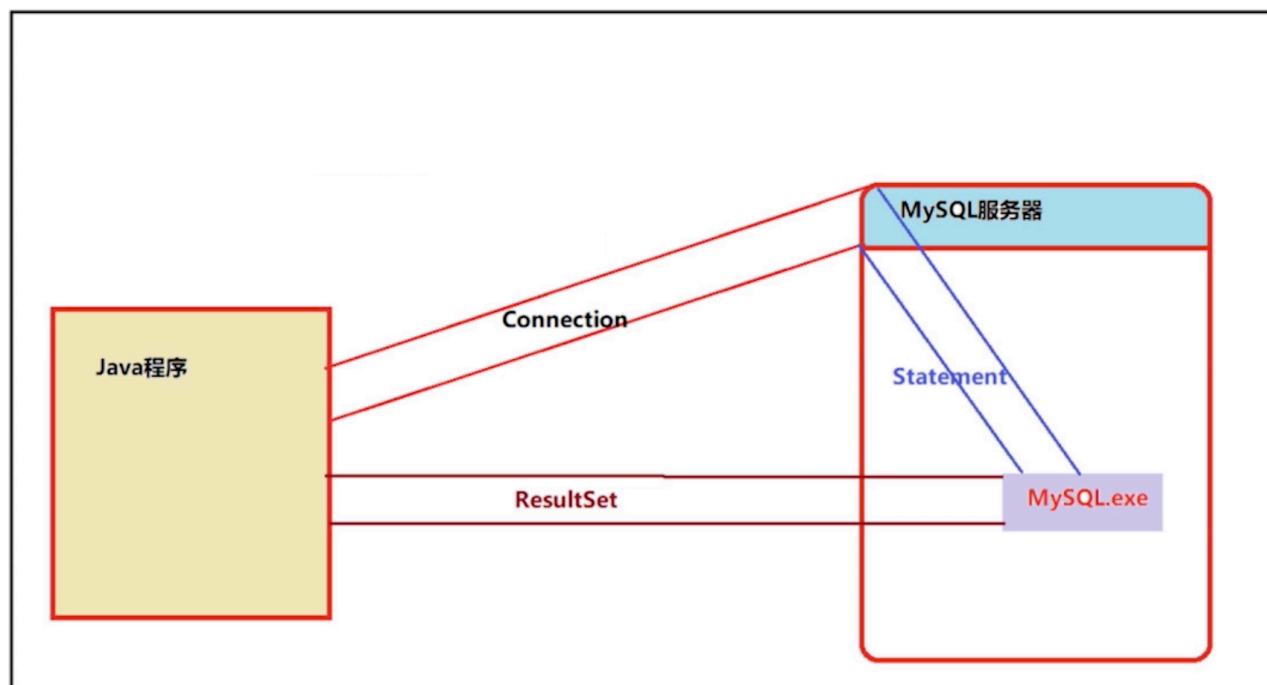 MySQL服务器
Connection
Java程序
Statement
ResultSet
MySQL.exe